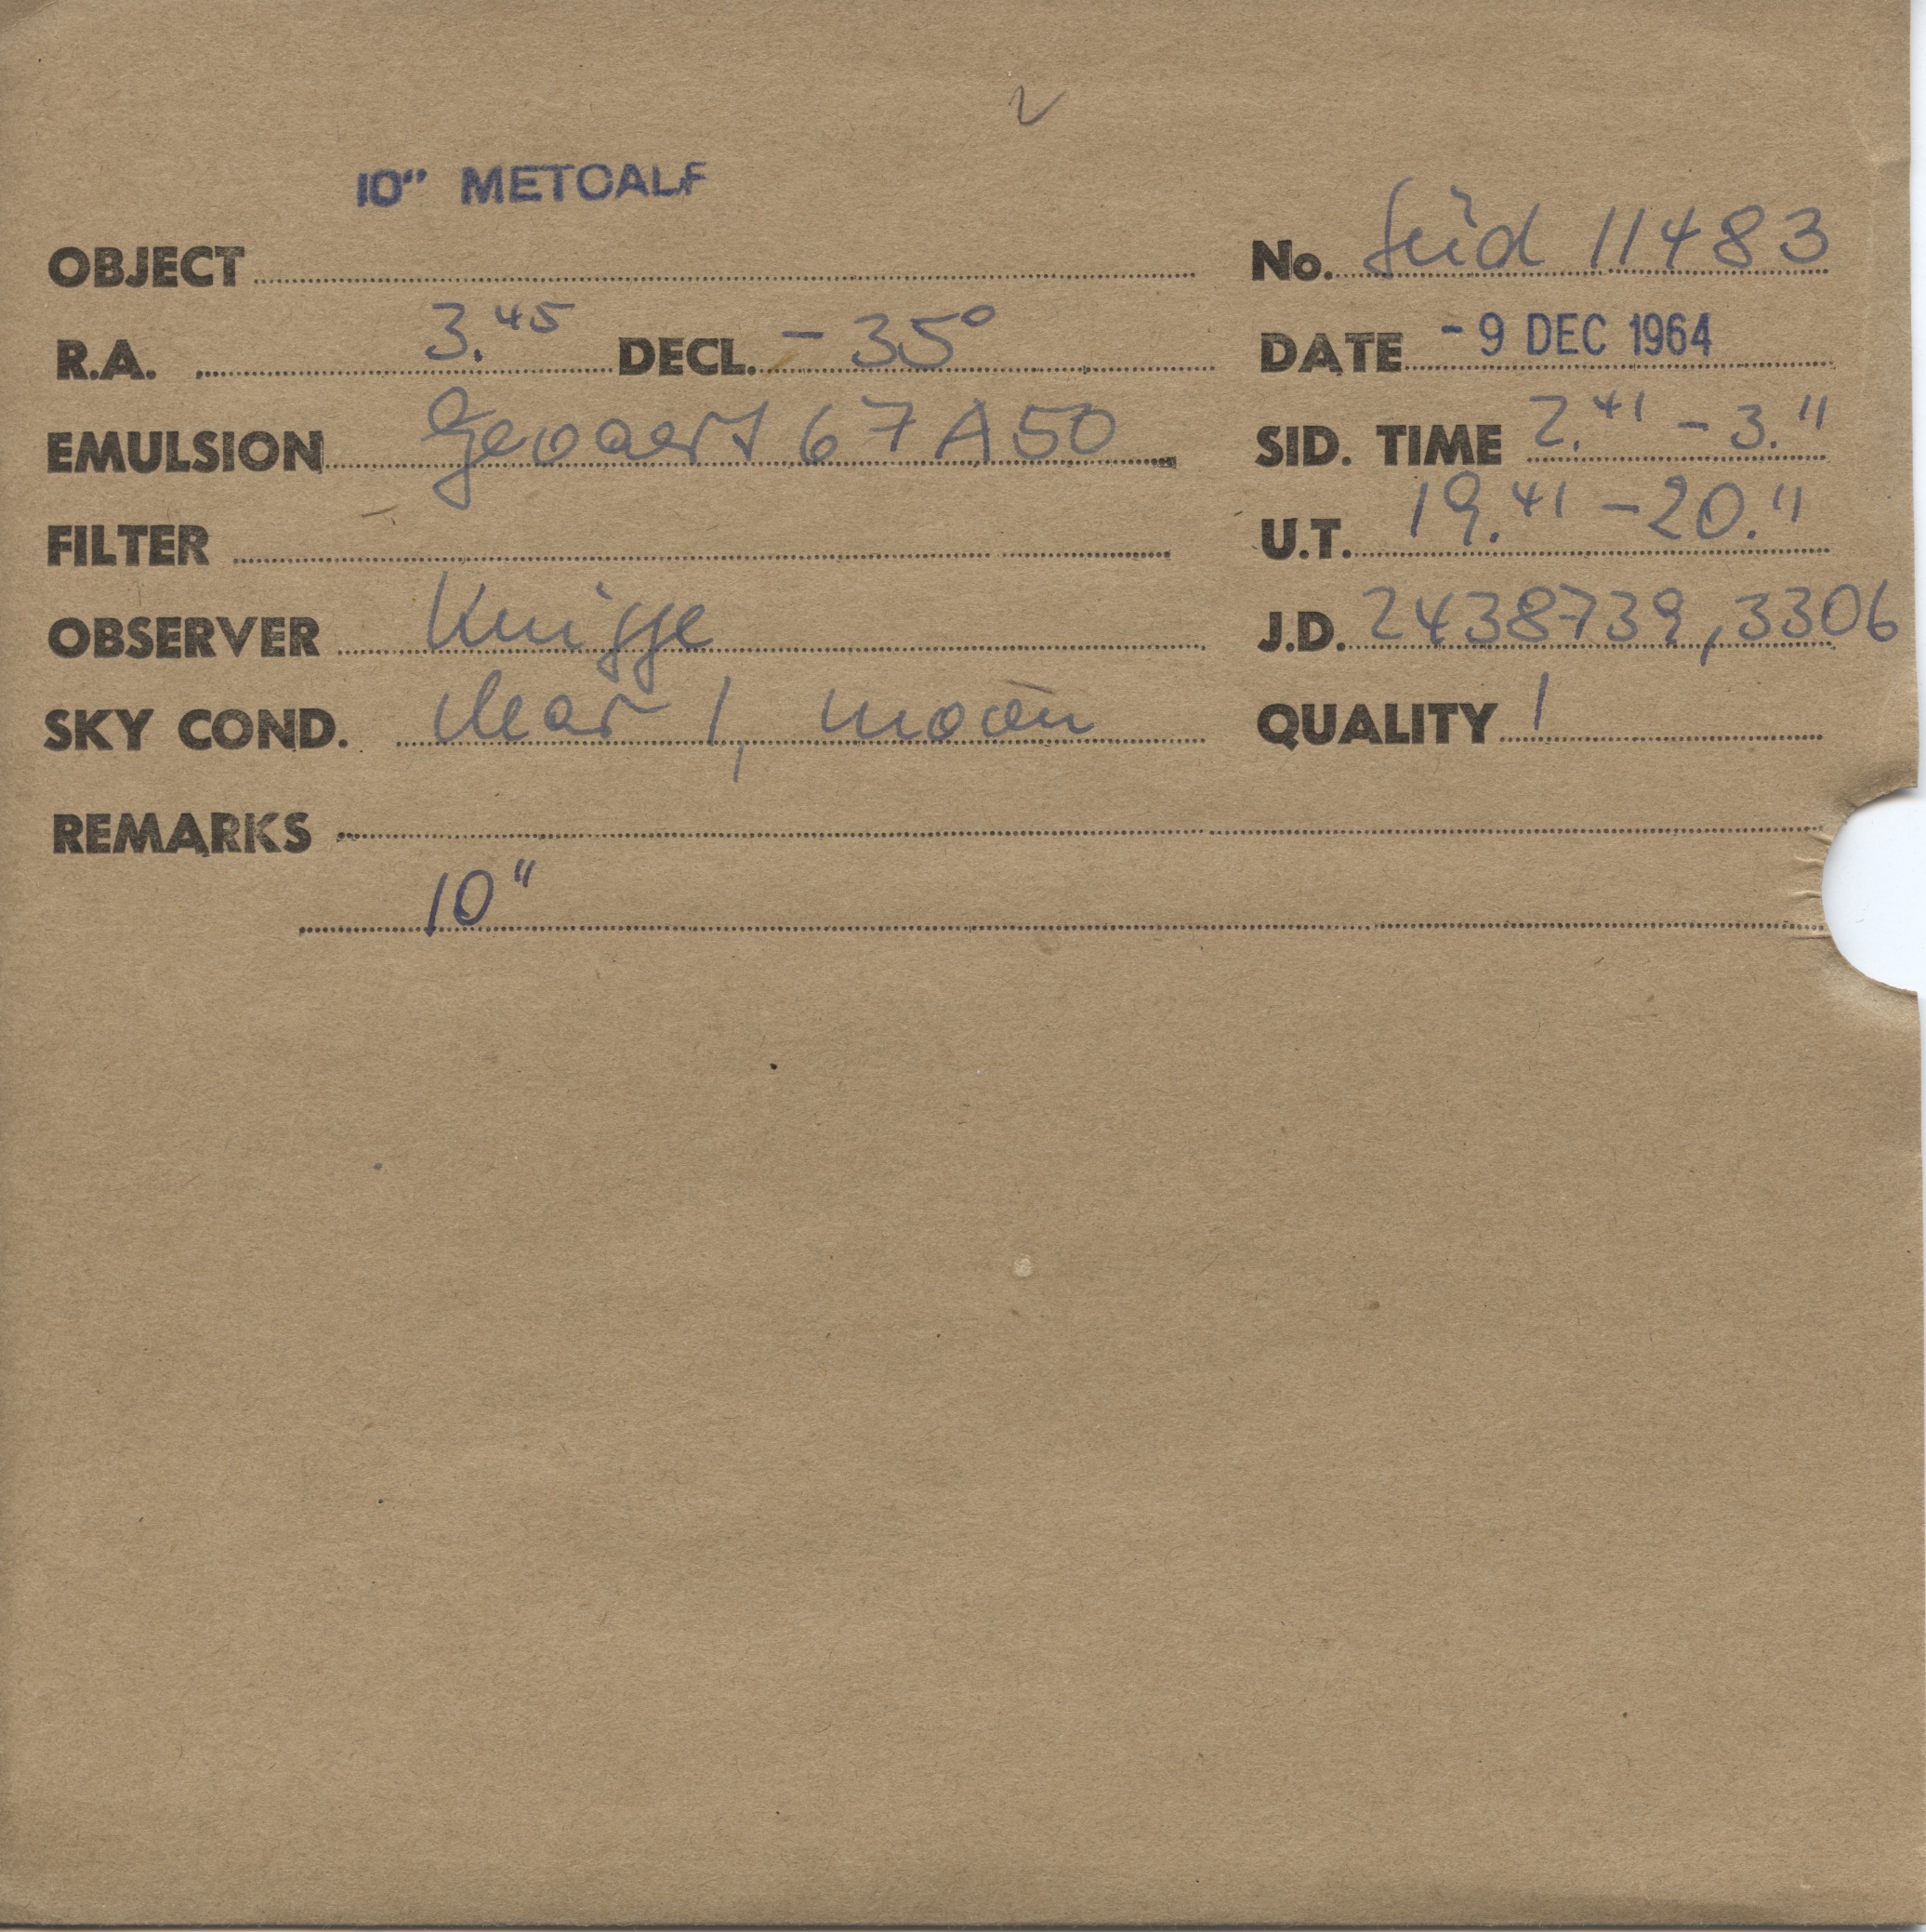 10" METCALF
OBJECT No. Süd 11483
R.A. 3.45 DECL. - 35° DATE - 9 DEC 1964
EMULSION Gevaert 67A50 SID. TIME 2.41 - 3.11
FILTER U.T. 19.41 - 20.11
OBSERVER Knigge J.D. 2438739,3306
SKY COND. clear 1, moon QUALITY 1
REMARKS
10"